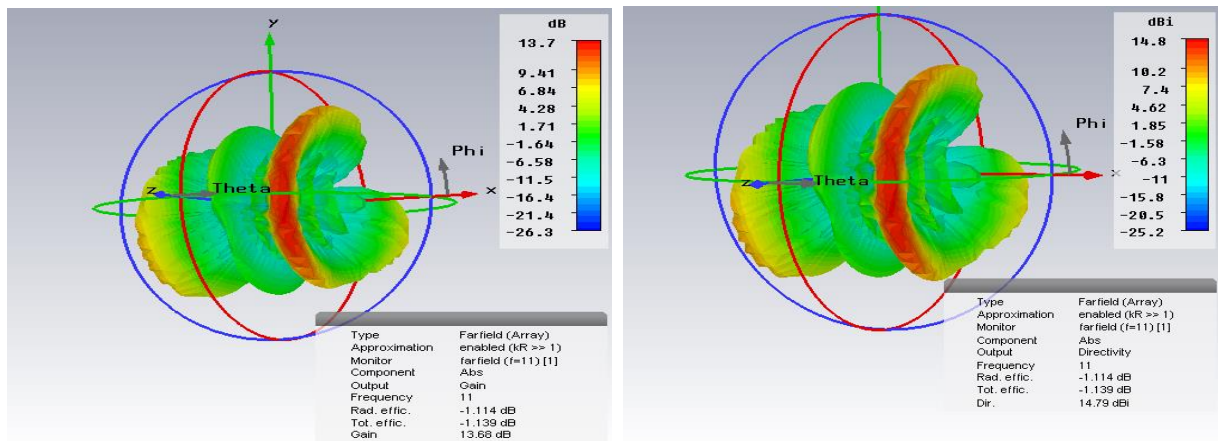 y
Phi
z
Theta
x
dB
13.7
9.41
6.84
4.28
1.71
-1.64
-6.58
-11.5
-16.4
-21.4
-26.3
Type Farfield (Array)
Approximation enabled (kR >> 1)
Monitor farfield (f=11) [1]
Component Abs
Output Gain
Frequency 11
Rad. effic. -1.114 dB
Tot. effic. -1.139 dB
Gain 13.68 dB
Phi
z
Theta
x
dBi
14.8
10.2
7.4
4.62
1.85
-1.58
-6.3
-11
-15.8
-20.5
-25.2
Type Farfield (Array)
Approximation enabled (kR >> 1)
Monitor farfield (f=11) [1]
Component Abs
Output Directivity
Frequency 11
Rad. effic. -1.114 dB
Tot. effic. -1.139 dB
Dir. 14.79 dBi